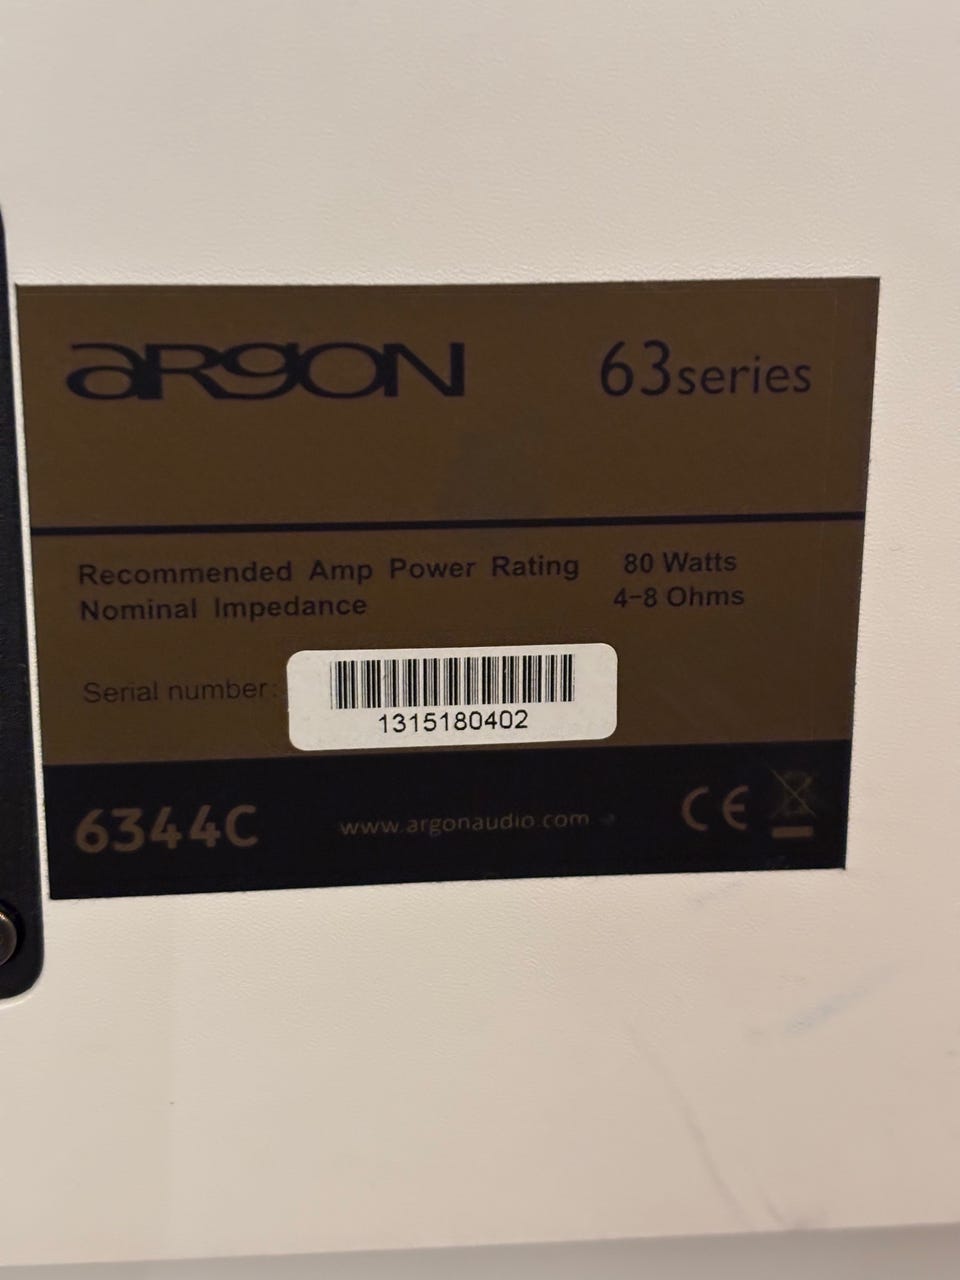 argon 63series
Recommended Amp Power Rating 80 Watts
Nominal Impedance 4-8 Ohms
Serial number: 1315180402
6344C www.argonaudio.com CE